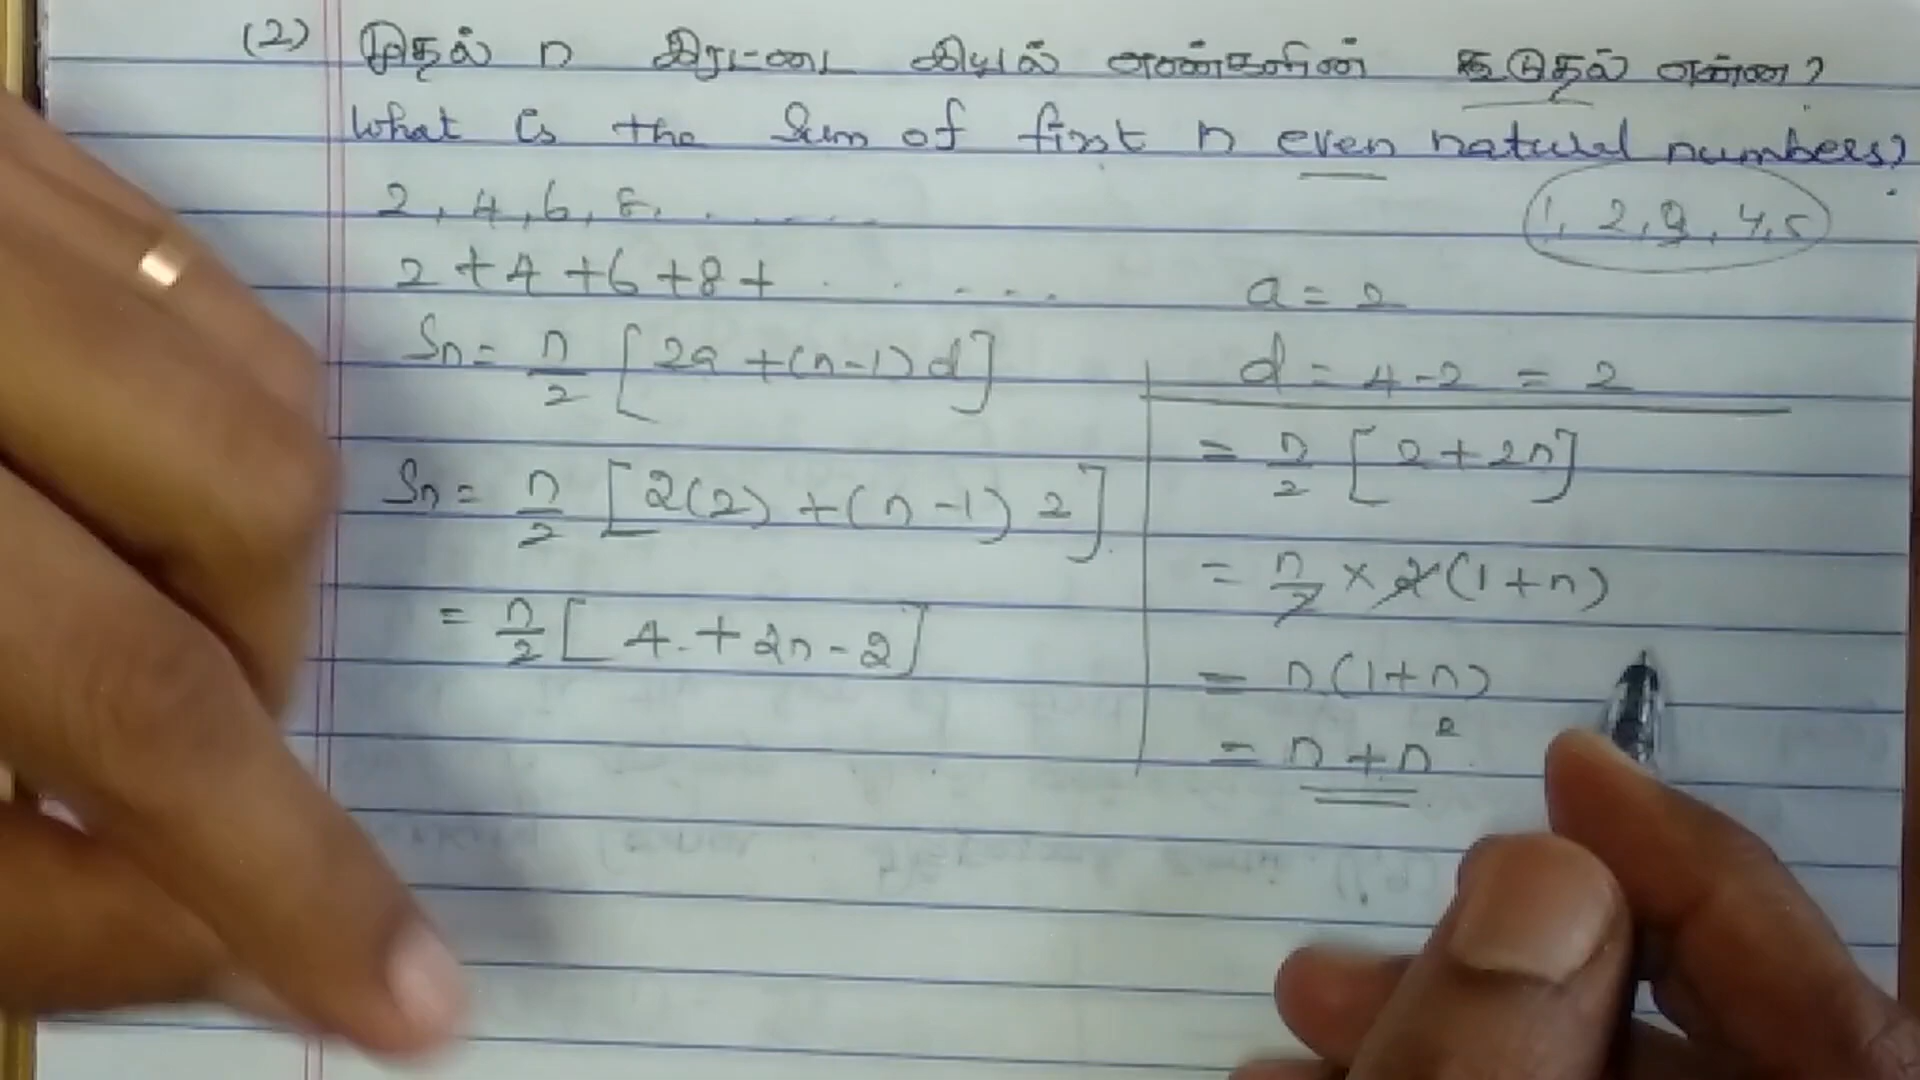 (2) முதல் n இரட்டை இயல் எண்களின் கூடுதல் என்ன?
What is the Sum of first n even natural numbers?
2, 4, 6, 8, . . . . . . .
1, 2, 3, 4, 5
2 + 4 + 6 + 8 + . . . . . . .
a = 2
Sn = n/2 [2a + (n-1)d]
d = 4-2 = 2
Sn = n/2 [2(2) + (n-1)2]
= n/2 [4 + 2n - 2]
= n/2 [2 + 2n]
= n/2 × 2(1+n)
= n(1+n)
= n + n²